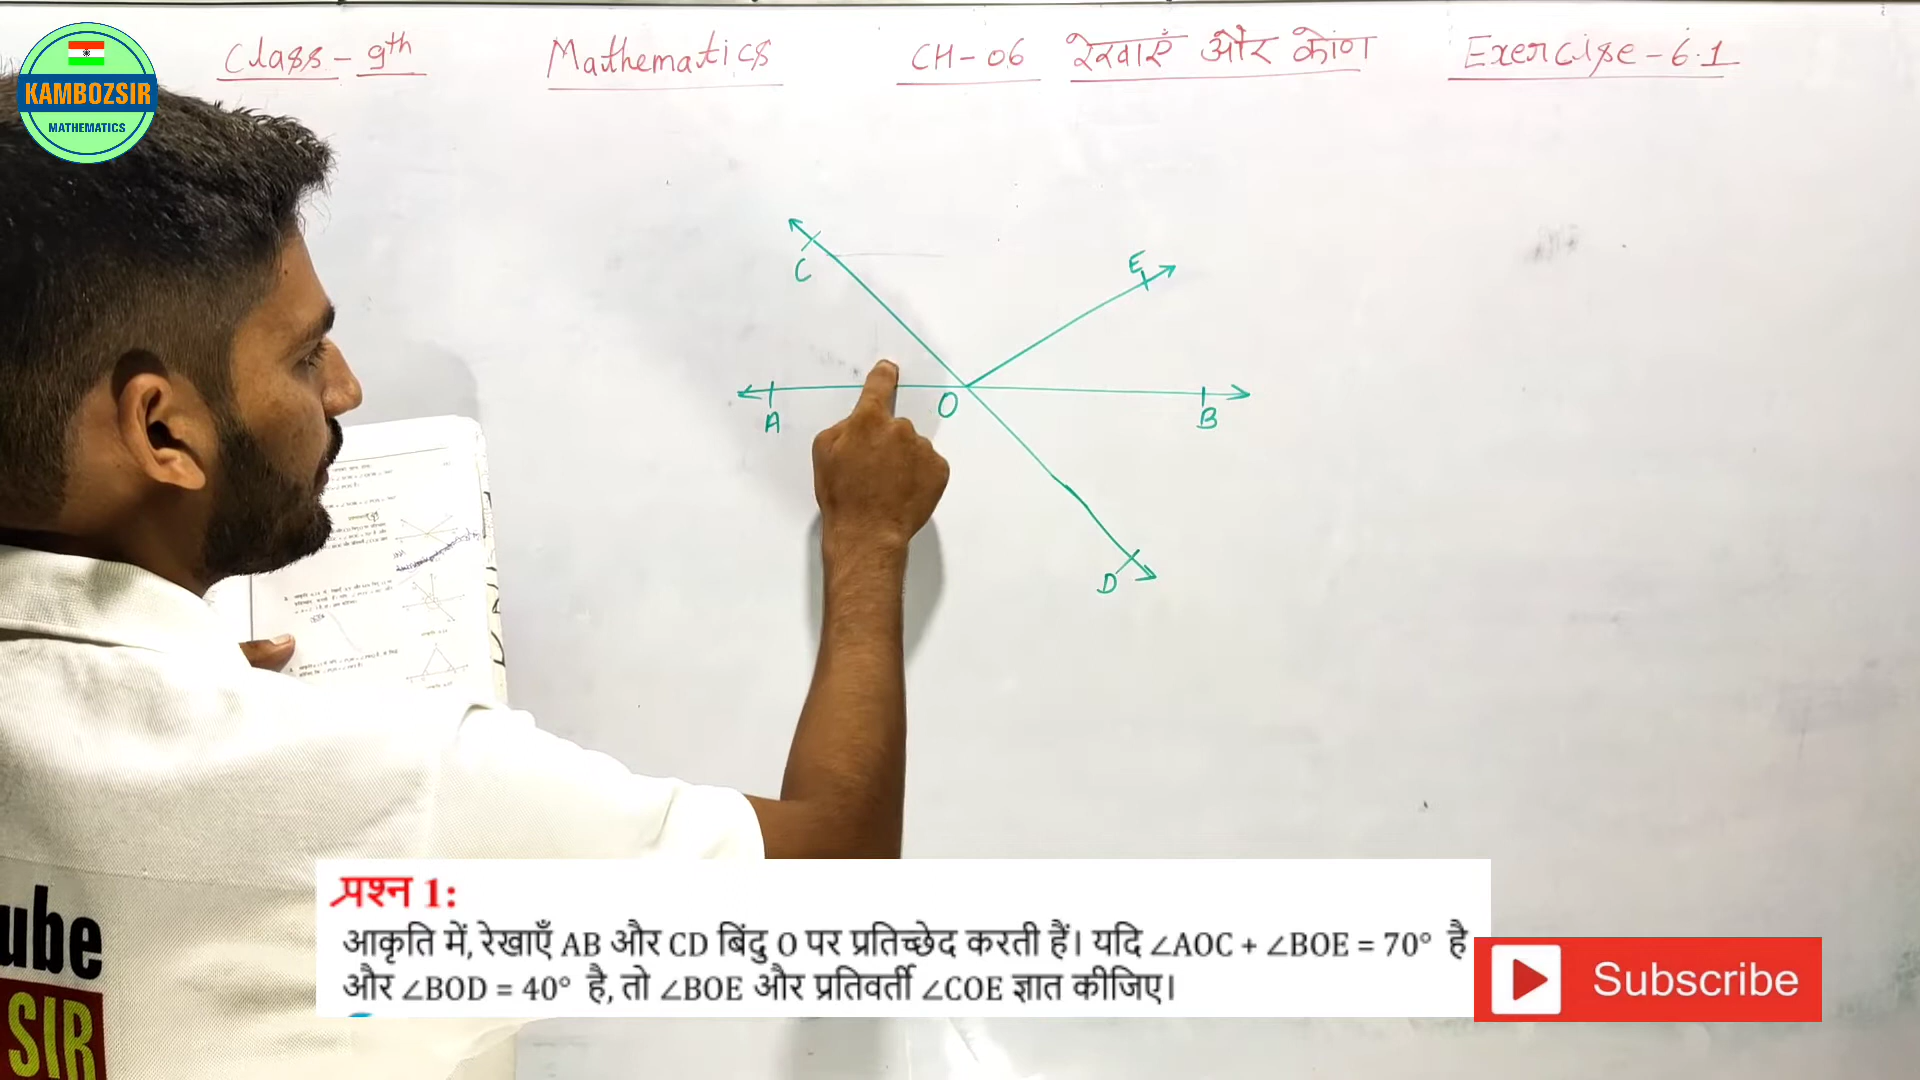 Class - 9th Mathematics CH-06 रेखाएँ और कोण Exercise-6.1
KAMBOZSIR
MATHEMATICS
C
E
A
O
B
D
ube
SIR
प्रश्न 1:
आकृति में, रेखाएँ AB और CD बिंदु O पर प्रतिच्छेद करती हैं। यदि ∠AOC + ∠BOE = 70° है
और ∠BOD = 40° है, तो ∠BOE और प्रतिवर्ती ∠COE ज्ञात कीजिए।
Subscribe